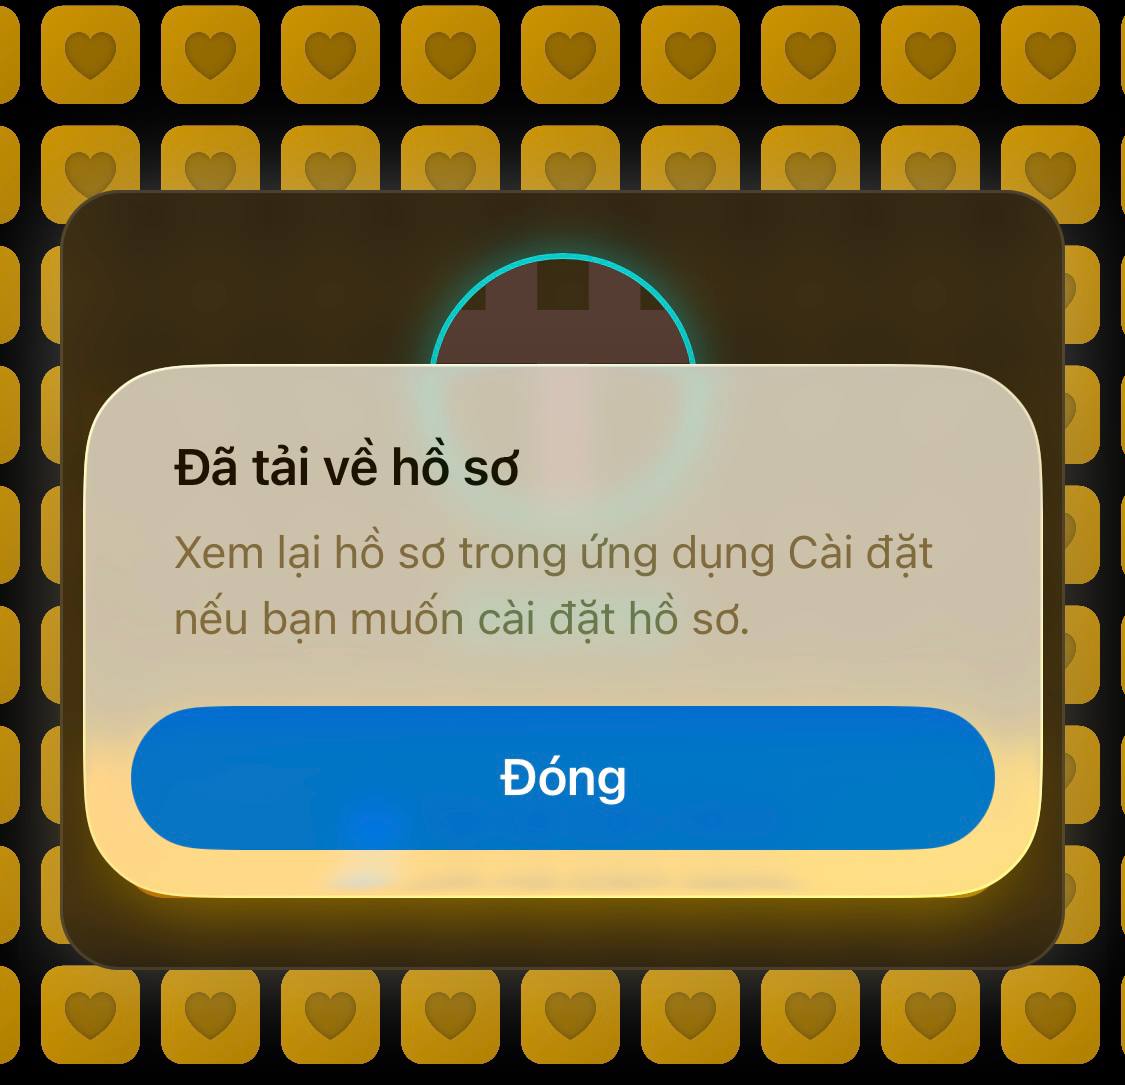 Đã tải về hồ sơ
Xem lại hồ sơ trong ứng dụng Cài đặt
nếu bạn muốn cài đặt hồ sơ.
Đóng